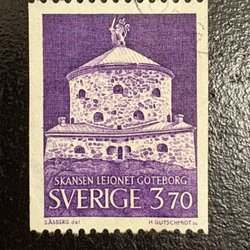 SKANSEN LEJONET GÖTEBORG
SVERIGE 3.70
S.ÅSBERG del H.GUTSCHMIDT sc